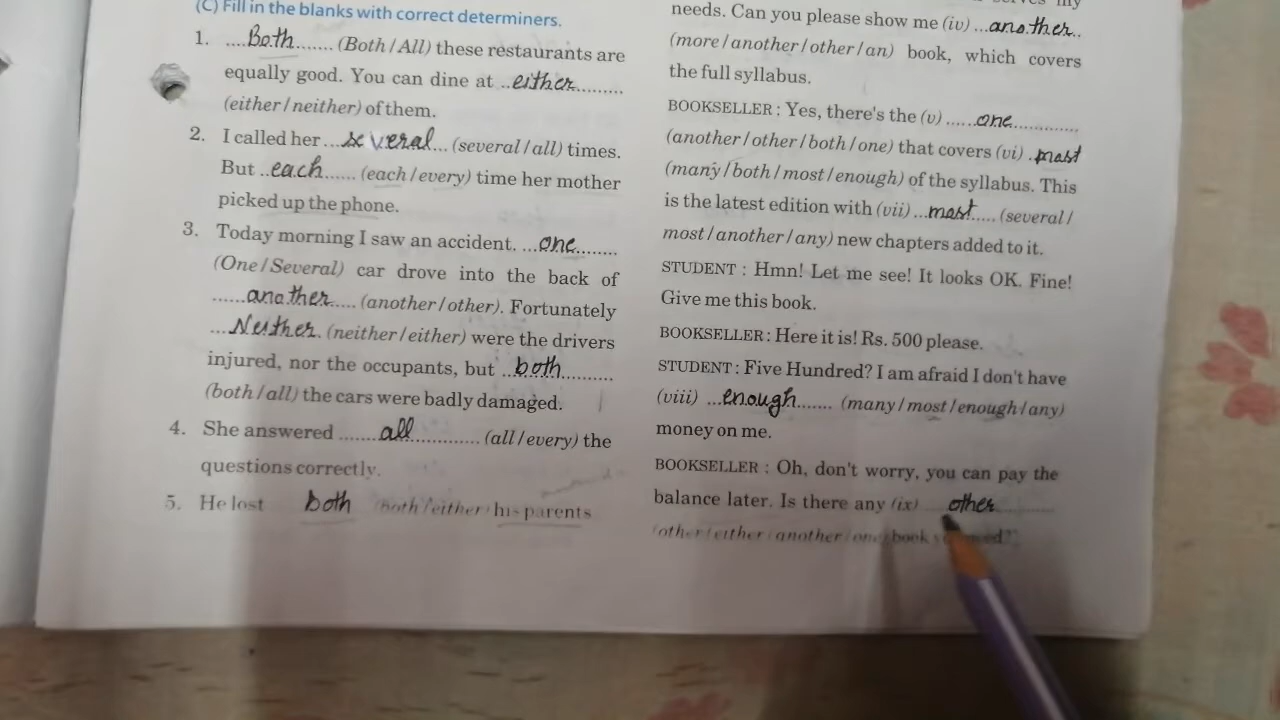 (C) Fill in the blanks with correct determiners.
1. ....Both....... (Both/All) these restaurants are
equally good. You can dine at ..either.........
(either/neither) of them.
2. I called her ...several... (several/all) times.
But ..each...... (each/every) time her mother
picked up the phone.
3. Today morning I saw an accident. ...one........
(One/Several) car drove into the back of
......another.... (another/other). Fortunately
...Neither. (neither/either) were the drivers
injured, nor the occupants, but ..both..........
(both/all) the cars were badly damaged.
4. She answered .......all............ (all/every) the
questions correctly.
5. He lost both (both/either) his parents
my
needs. Can you please show me (iv) ...another..
(more/another/other/an) book, which covers
the full syllabus.
BOOKSELLER : Yes, there's the (v) ......one..............
(another/other/both/one) that covers (vi) .most
(many/both/most/enough) of the syllabus. This
is the latest edition with (vii) ...most..... (several/
most/another/any) new chapters added to it.
STUDENT : Hmn! Let me see! It looks OK. Fine!
Give me this book.
BOOKSELLER : Here it is! Rs. 500 please.
STUDENT : Five Hundred? I am afraid I don't have
(viii) ...enough....... (many/most/enough/any)
money on me.
BOOKSELLER : Oh, don't worry, you can pay the
balance later. Is there any (ix) other
(other/either/another/one) book